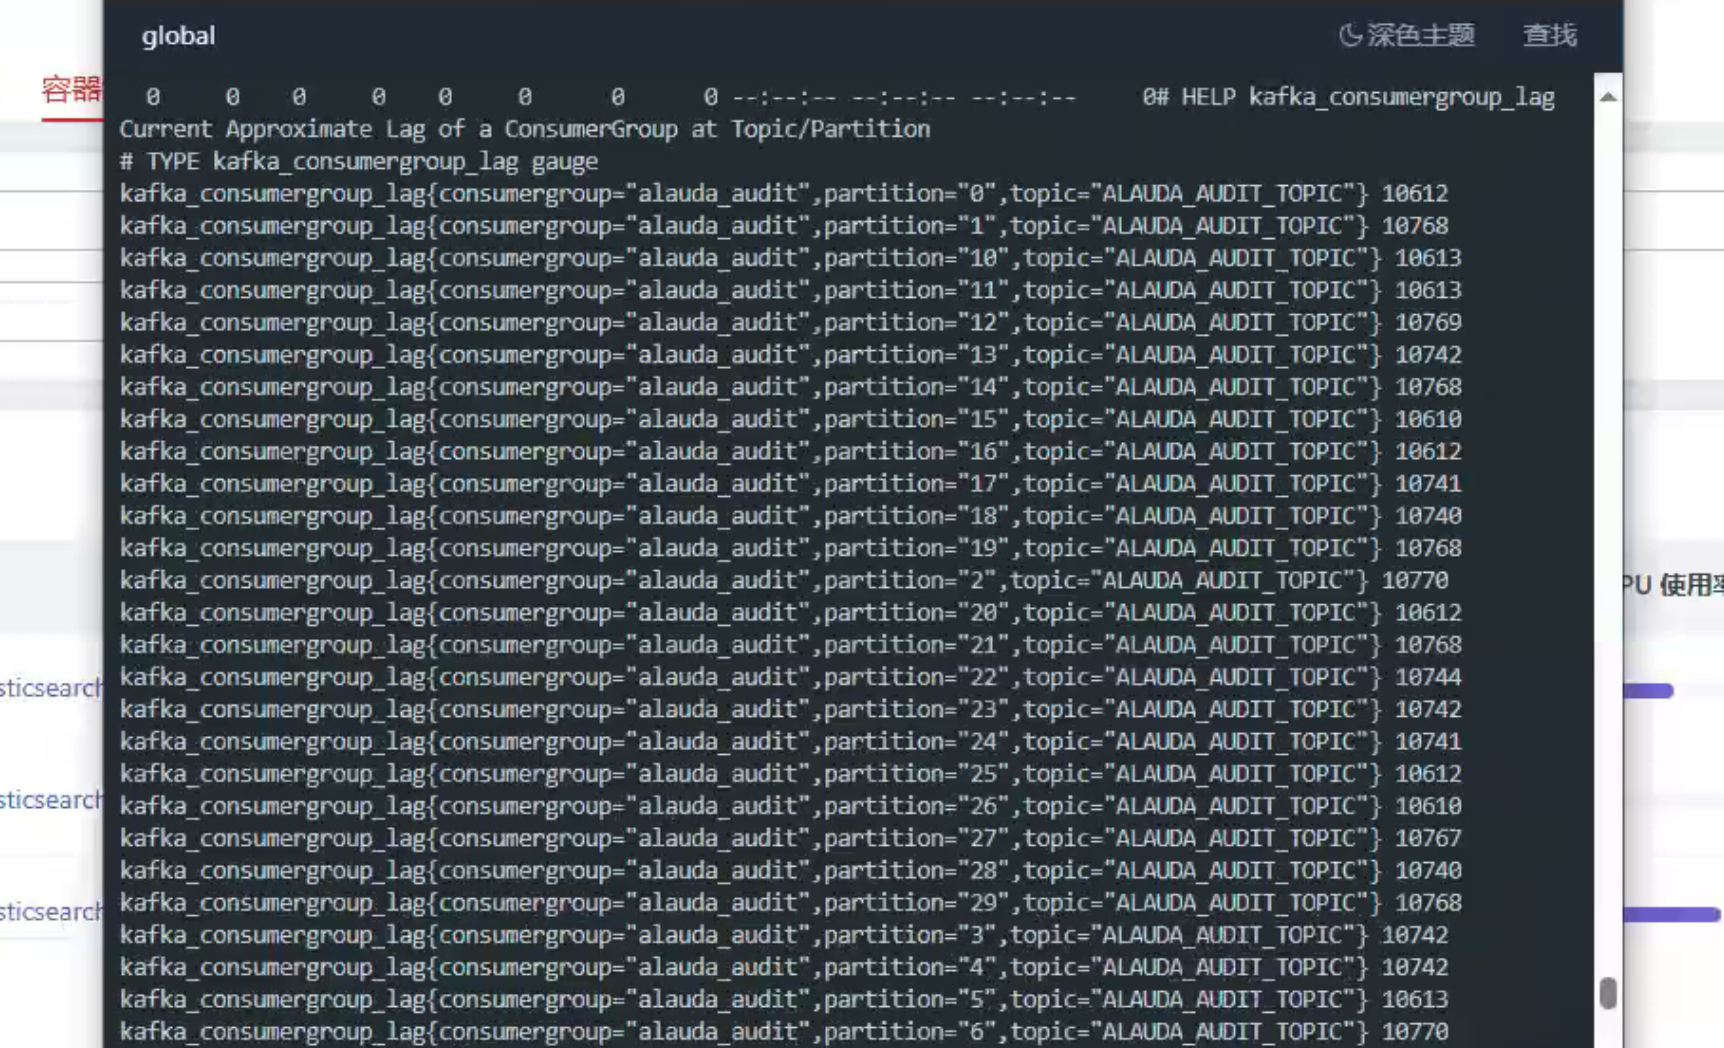 global
深色主题
查找
容器
0 0 0 0 0 0 0 0 --:--:-- --:--:-- --:--:-- 0# HELP kafka_consumergroup_lag
Current Approximate Lag of a ConsumerGroup at Topic/Partition
# TYPE kafka_consumergroup_lag gauge
kafka_consumergroup_lag{consumergroup="alauda_audit",partition="0",topic="ALAUDA_AUDIT_TOPIC"} 10612
kafka_consumergroup_lag{consumergroup="alauda_audit",partition="1",topic="ALAUDA_AUDIT_TOPIC"} 10768
kafka_consumergroup_lag{consumergroup="alauda_audit",partition="10",topic="ALAUDA_AUDIT_TOPIC"} 10613
kafka_consumergroup_lag{consumergroup="alauda_audit",partition="11",topic="ALAUDA_AUDIT_TOPIC"} 10613
kafka_consumergroup_lag{consumergroup="alauda_audit",partition="12",topic="ALAUDA_AUDIT_TOPIC"} 10769
kafka_consumergroup_lag{consumergroup="alauda_audit",partition="13",topic="ALAUDA_AUDIT_TOPIC"} 10742
kafka_consumergroup_lag{consumergroup="alauda_audit",partition="14",topic="ALAUDA_AUDIT_TOPIC"} 10768
kafka_consumergroup_lag{consumergroup="alauda_audit",partition="15",topic="ALAUDA_AUDIT_TOPIC"} 10610
kafka_consumergroup_lag{consumergroup="alauda_audit",partition="16",topic="ALAUDA_AUDIT_TOPIC"} 10612
kafka_consumergroup_lag{consumergroup="alauda_audit",partition="17",topic="ALAUDA_AUDIT_TOPIC"} 10741
kafka_consumergroup_lag{consumergroup="alauda_audit",partition="18",topic="ALAUDA_AUDIT_TOPIC"} 10740
kafka_consumergroup_lag{consumergroup="alauda_audit",partition="19",topic="ALAUDA_AUDIT_TOPIC"} 10768
kafka_consumergroup_lag{consumergroup="alauda_audit",partition="2",topic="ALAUDA_AUDIT_TOPIC"} 10770
PU 使用率
kafka_consumergroup_lag{consumergroup="alauda_audit",partition="20",topic="ALAUDA_AUDIT_TOPIC"} 10612
kafka_consumergroup_lag{consumergroup="alauda_audit",partition="21",topic="ALAUDA_AUDIT_TOPIC"} 10768
kafka_consumergroup_lag{consumergroup="alauda_audit",partition="22",topic="ALAUDA_AUDIT_TOPIC"} 10744
sticsearch
kafka_consumergroup_lag{consumergroup="alauda_audit",partition="23",topic="ALAUDA_AUDIT_TOPIC"} 10742
kafka_consumergroup_lag{consumergroup="alauda_audit",partition="24",topic="ALAUDA_AUDIT_TOPIC"} 10741
kafka_consumergroup_lag{consumergroup="alauda_audit",partition="25",topic="ALAUDA_AUDIT_TOPIC"} 10612
sticsearch
kafka_consumergroup_lag{consumergroup="alauda_audit",partition="26",topic="ALAUDA_AUDIT_TOPIC"} 10610
kafka_consumergroup_lag{consumergroup="alauda_audit",partition="27",topic="ALAUDA_AUDIT_TOPIC"} 10767
kafka_consumergroup_lag{consumergroup="alauda_audit",partition="28",topic="ALAUDA_AUDIT_TOPIC"} 10740
kafka_consumergroup_lag{consumergroup="alauda_audit",partition="29",topic="ALAUDA_AUDIT_TOPIC"} 10768
sticsearch
kafka_consumergroup_lag{consumergroup="alauda_audit",partition="3",topic="ALAUDA_AUDIT_TOPIC"} 10742
kafka_consumergroup_lag{consumergroup="alauda_audit",partition="4",topic="ALAUDA_AUDIT_TOPIC"} 10742
kafka_consumergroup_lag{consumergroup="alauda_audit",partition="5",topic="ALAUDA_AUDIT_TOPIC"} 10613
kafka_consumergroup_lag{consumergroup="alauda_audit",partition="6",topic="ALAUDA_AUDIT_TOPIC"} 10770